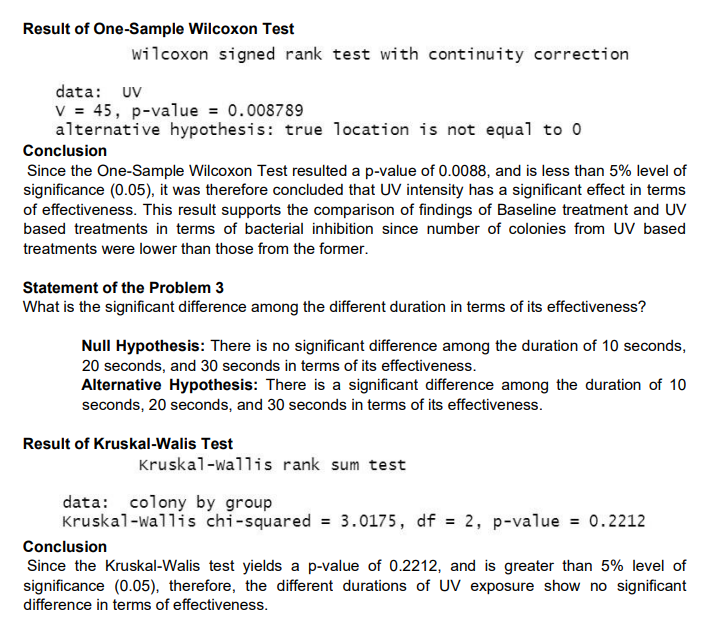 Result of One-Sample Wilcoxon Test
Wilcoxon signed rank test with continuity correction
data: UV
V = 45, p-value = 0.008789
alternative hypothesis: true location is not equal to 0
Conclusion
Since the One-Sample Wilcoxon Test resulted a p-value of 0.0088, and is less than 5% level of
significance (0.05), it was therefore concluded that UV intensity has a significant effect in terms
of effectiveness. This result supports the comparison of findings of Baseline treatment and UV
based treatments in terms of bacterial inhibition since number of colonies from UV based
treatments were lower than those from the former.
Statement of the Problem 3
What is the significant difference among the different duration in terms of its effectiveness?
Null Hypothesis: There is no significant difference among the duration of 10 seconds,
20 seconds, and 30 seconds in terms of its effectiveness.
Alternative Hypothesis: There is a significant difference among the duration of 10
seconds, 20 seconds, and 30 seconds in terms of its effectiveness.
Result of Kruskal-Walis Test
Kruskal-Wallis rank sum test
data: colony by group
Kruskal-Wallis chi-squared = 3.0175, df = 2, p-value = 0.2212
Conclusion
Since the Kruskal-Walis test yields a p-value of 0.2212, and is greater than 5% level of
significance (0.05), therefore, the different durations of UV exposure show no significant
difference in terms of effectiveness.